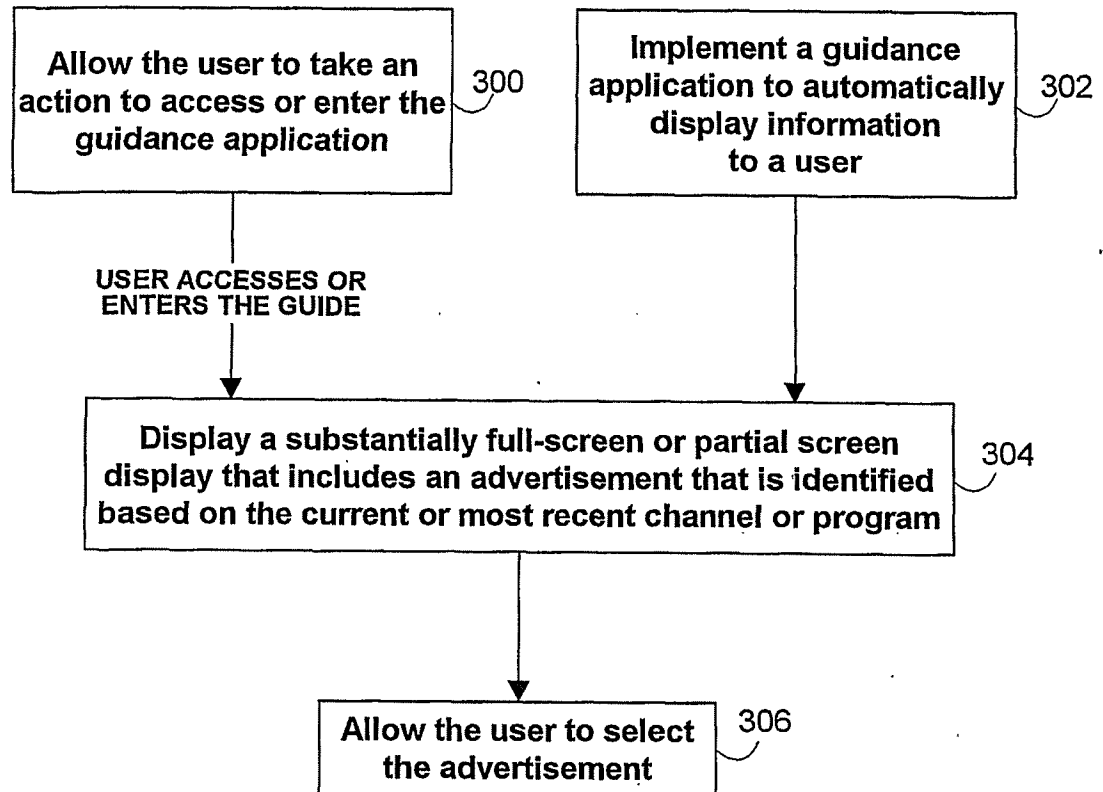 Allow the user to take an
action to access or enter the
guidance application
300
Implement a guidance
application to automatically
display information
to a user
302
USER ACCESSES OR
ENTERS THE GUIDE
Display a substantially full-screen or partial screen
display that includes an advertisement that is identified
based on the current or most recent channel or program
304
Allow the user to select
the advertisement
306